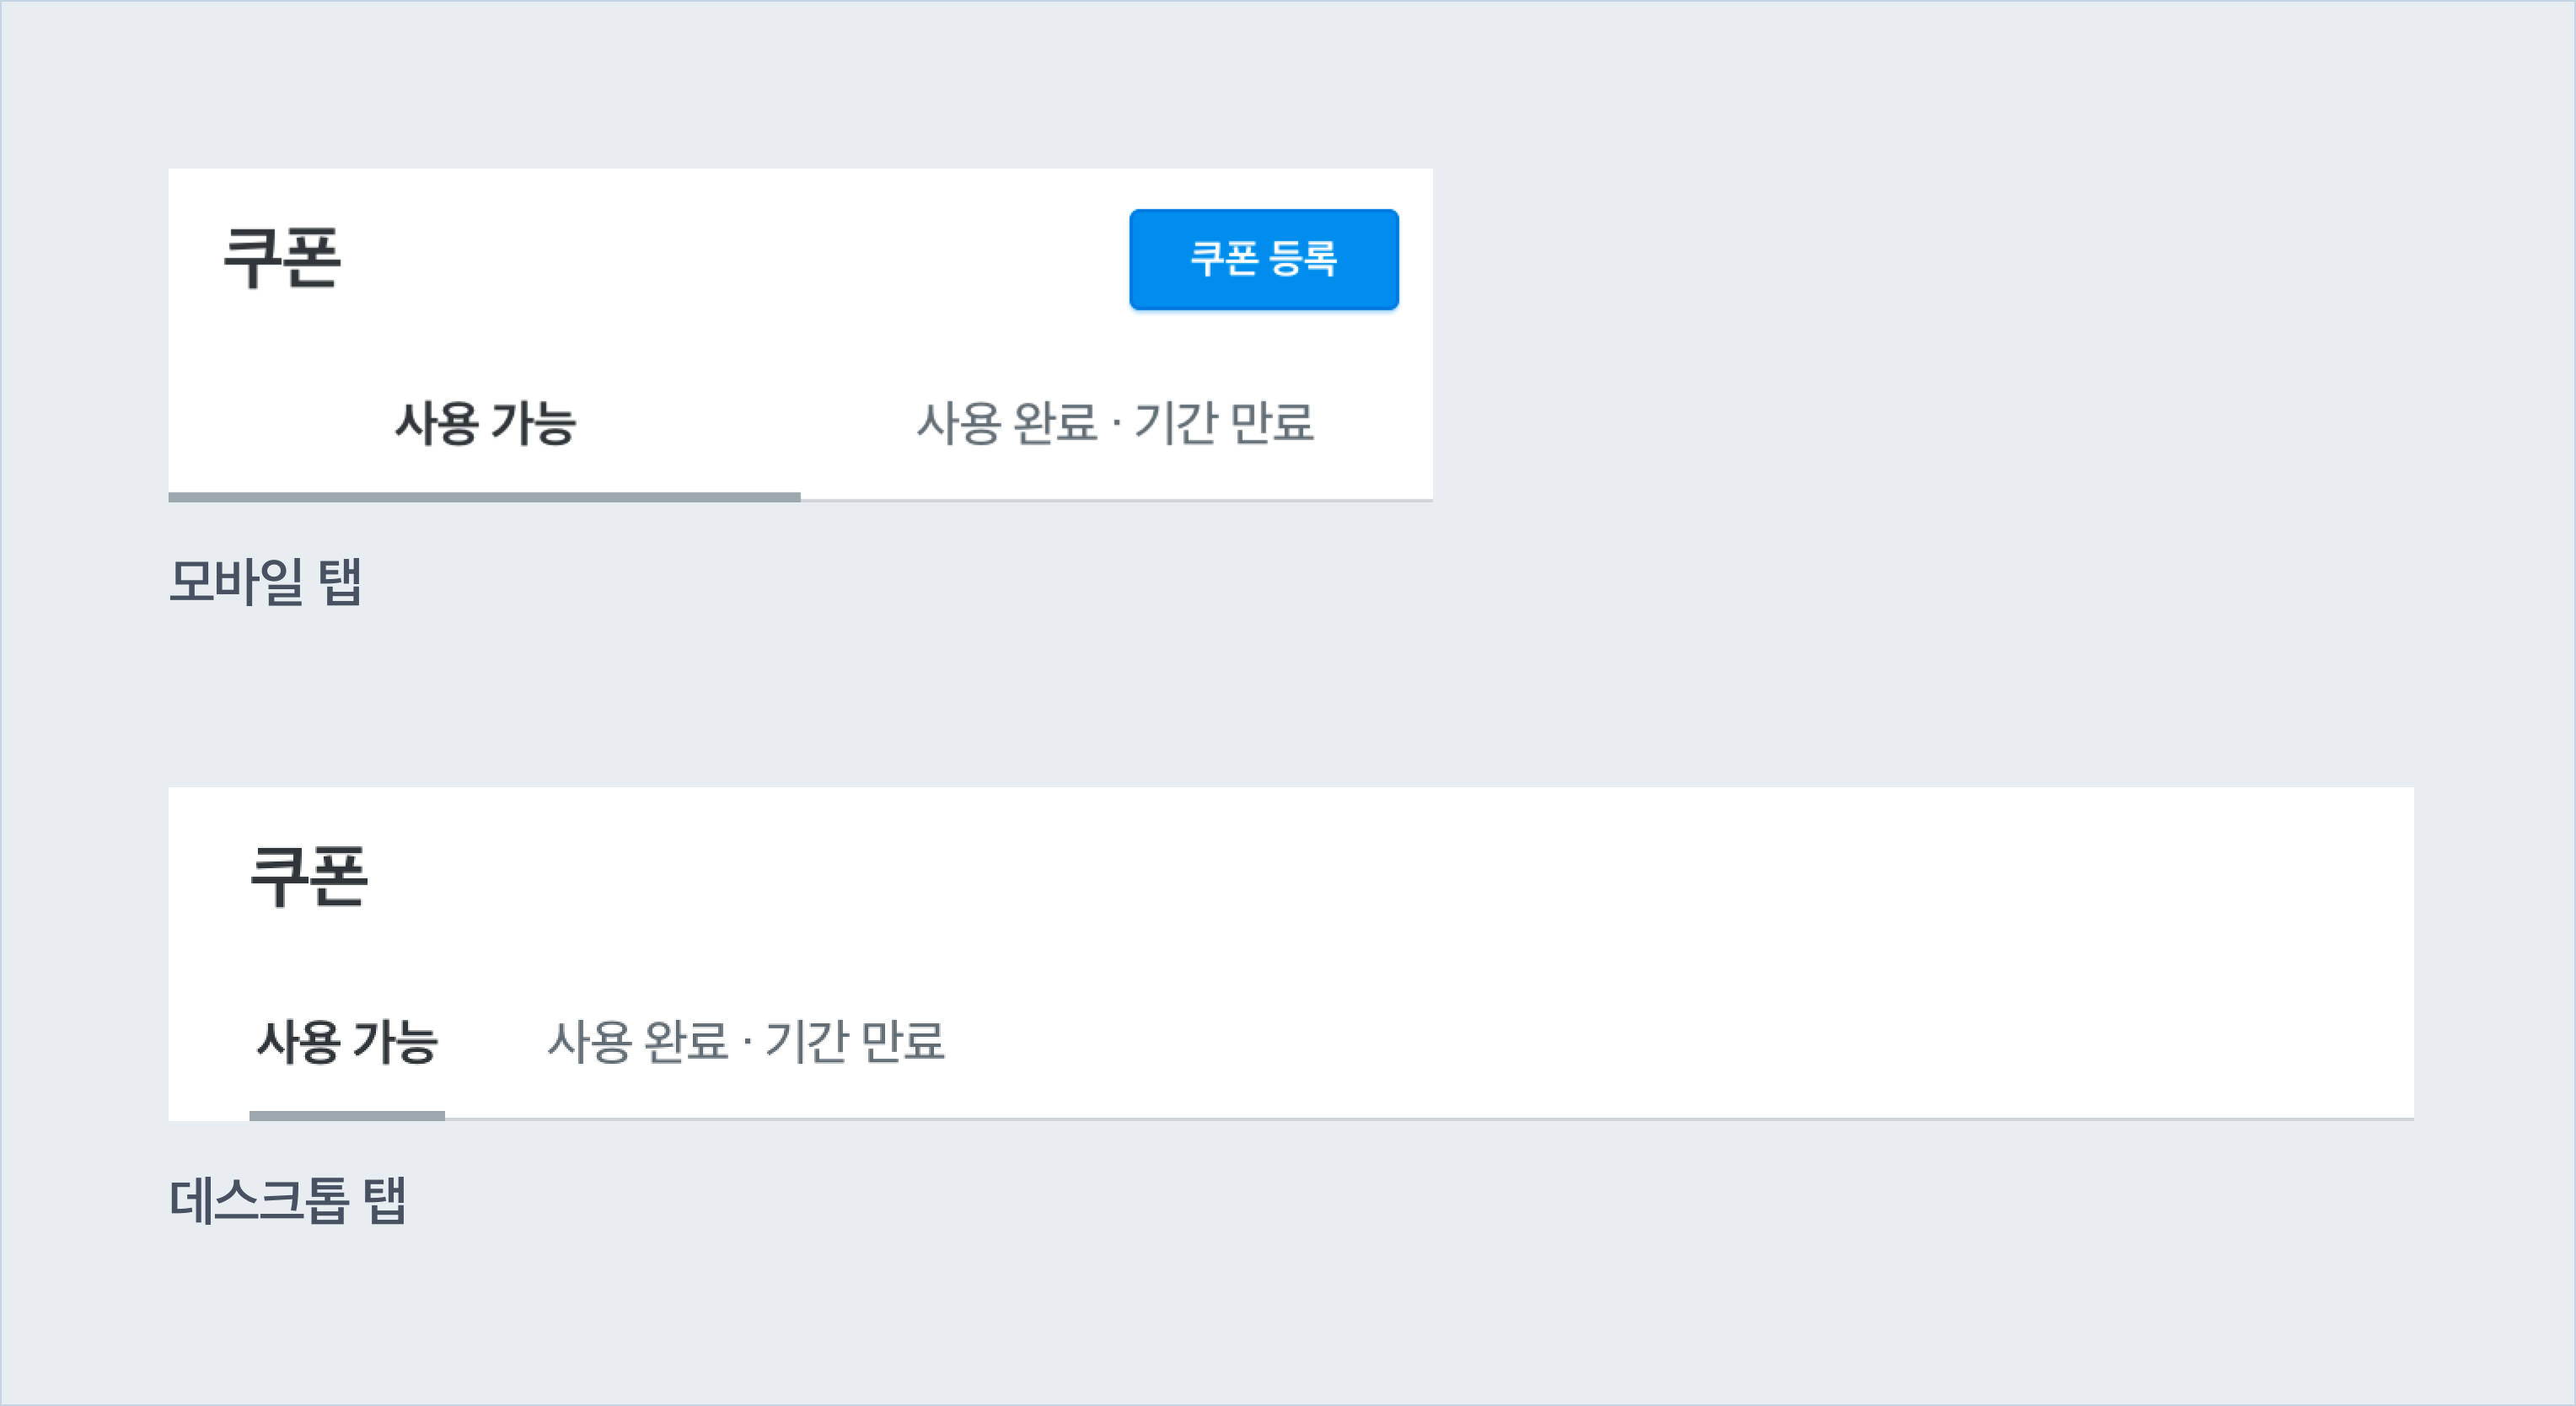 쿠폰
쿠폰 등록
사용 가능
사용 완료 · 기간 만료
모바일 탭
쿠폰
사용 가능
사용 완료 · 기간 만료
데스크톱 탭